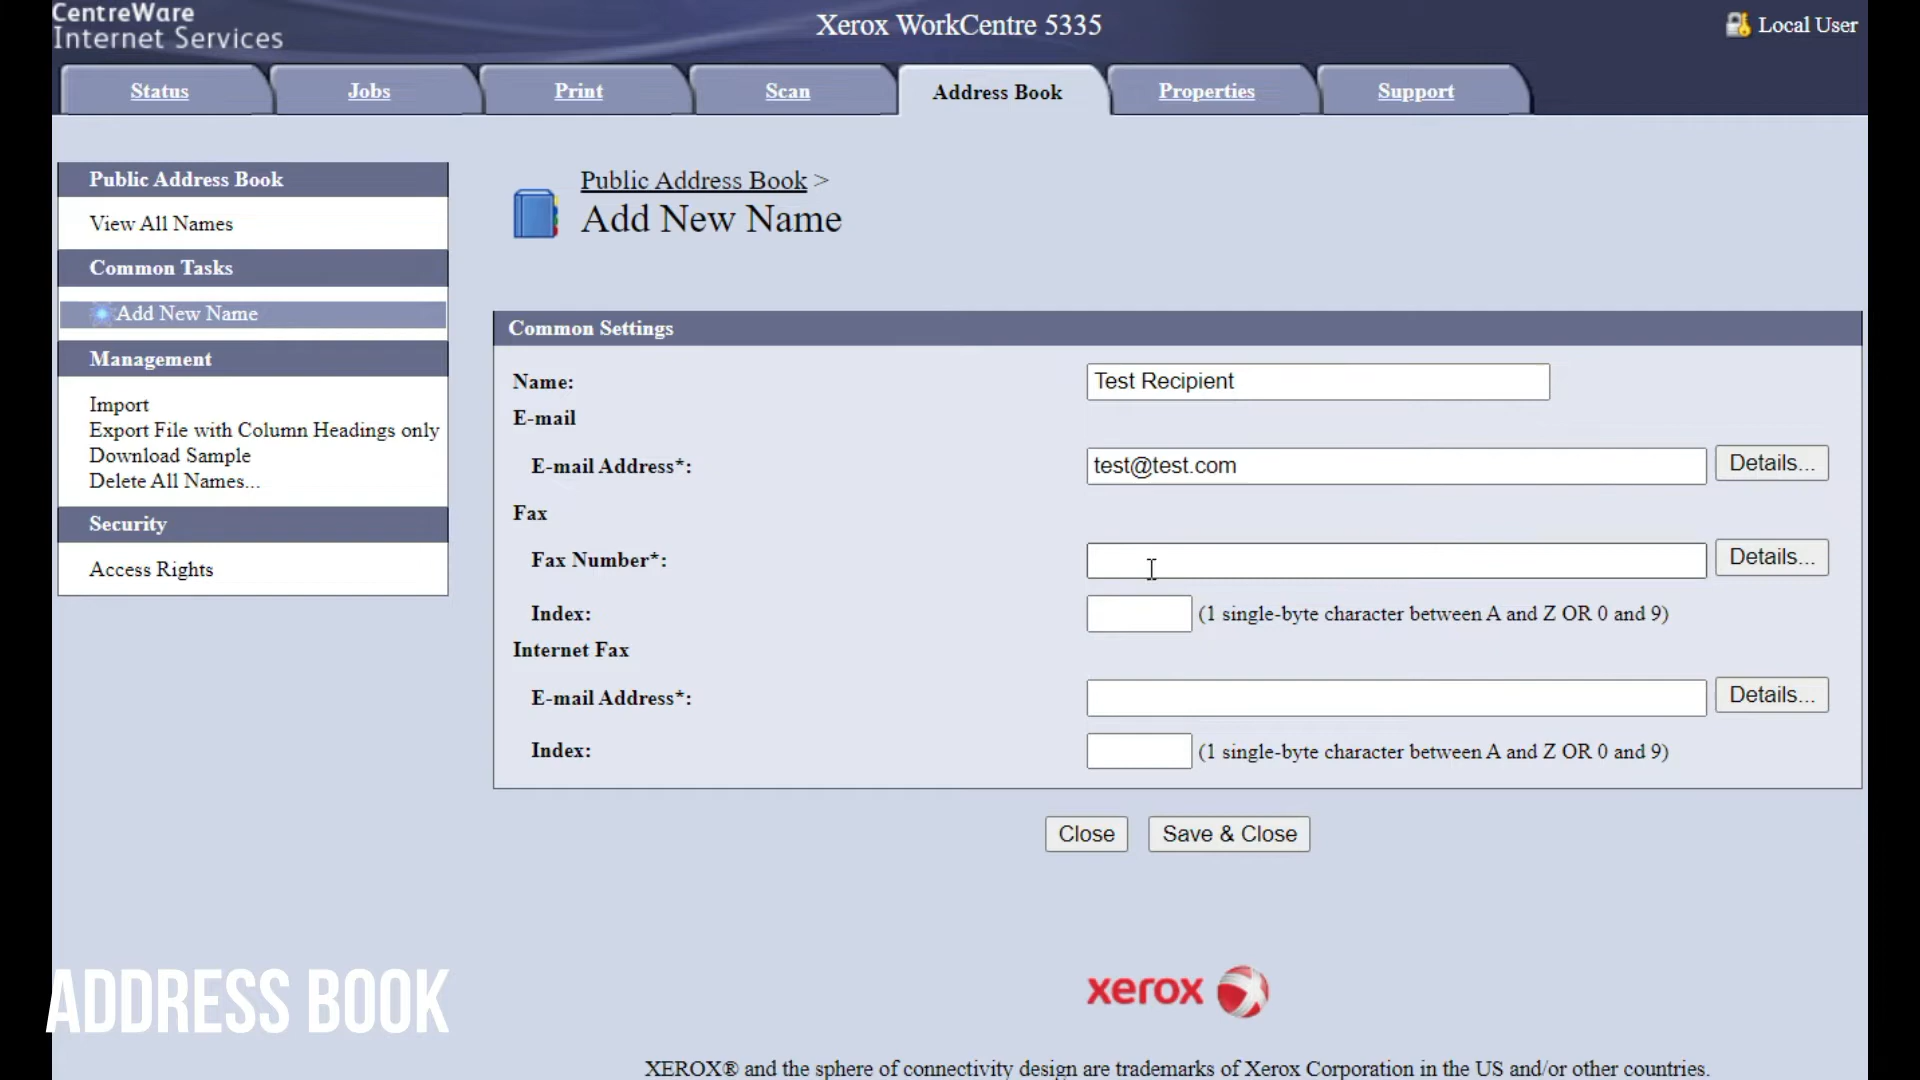 CentreWare
Internet Services
Xerox WorkCentre 5335
Local User
Status
Jobs
Print
Scan
Address Book
Properties
Support
Public Address Book
View All Names
Common Tasks
Add New Name
Management
Import
Export File with Column Headings only
Download Sample
Delete All Names...
Security
Access Rights
Public Address Book >
Add New Name
Common Settings
Name:
Test Recipient
E-mail
E-mail Address*:
test@test.com
Details...
Fax
Fax Number*:
Details...
Index:
(1 single-byte character between A and Z OR 0 and 9)
Internet Fax
E-mail Address*:
Details...
Index:
(1 single-byte character between A and Z OR 0 and 9)
Close
Save & Close
ADDRESS BOOK
xerox
XEROX® and the sphere of connectivity design are trademarks of Xerox Corporation in the US and/or other countries.